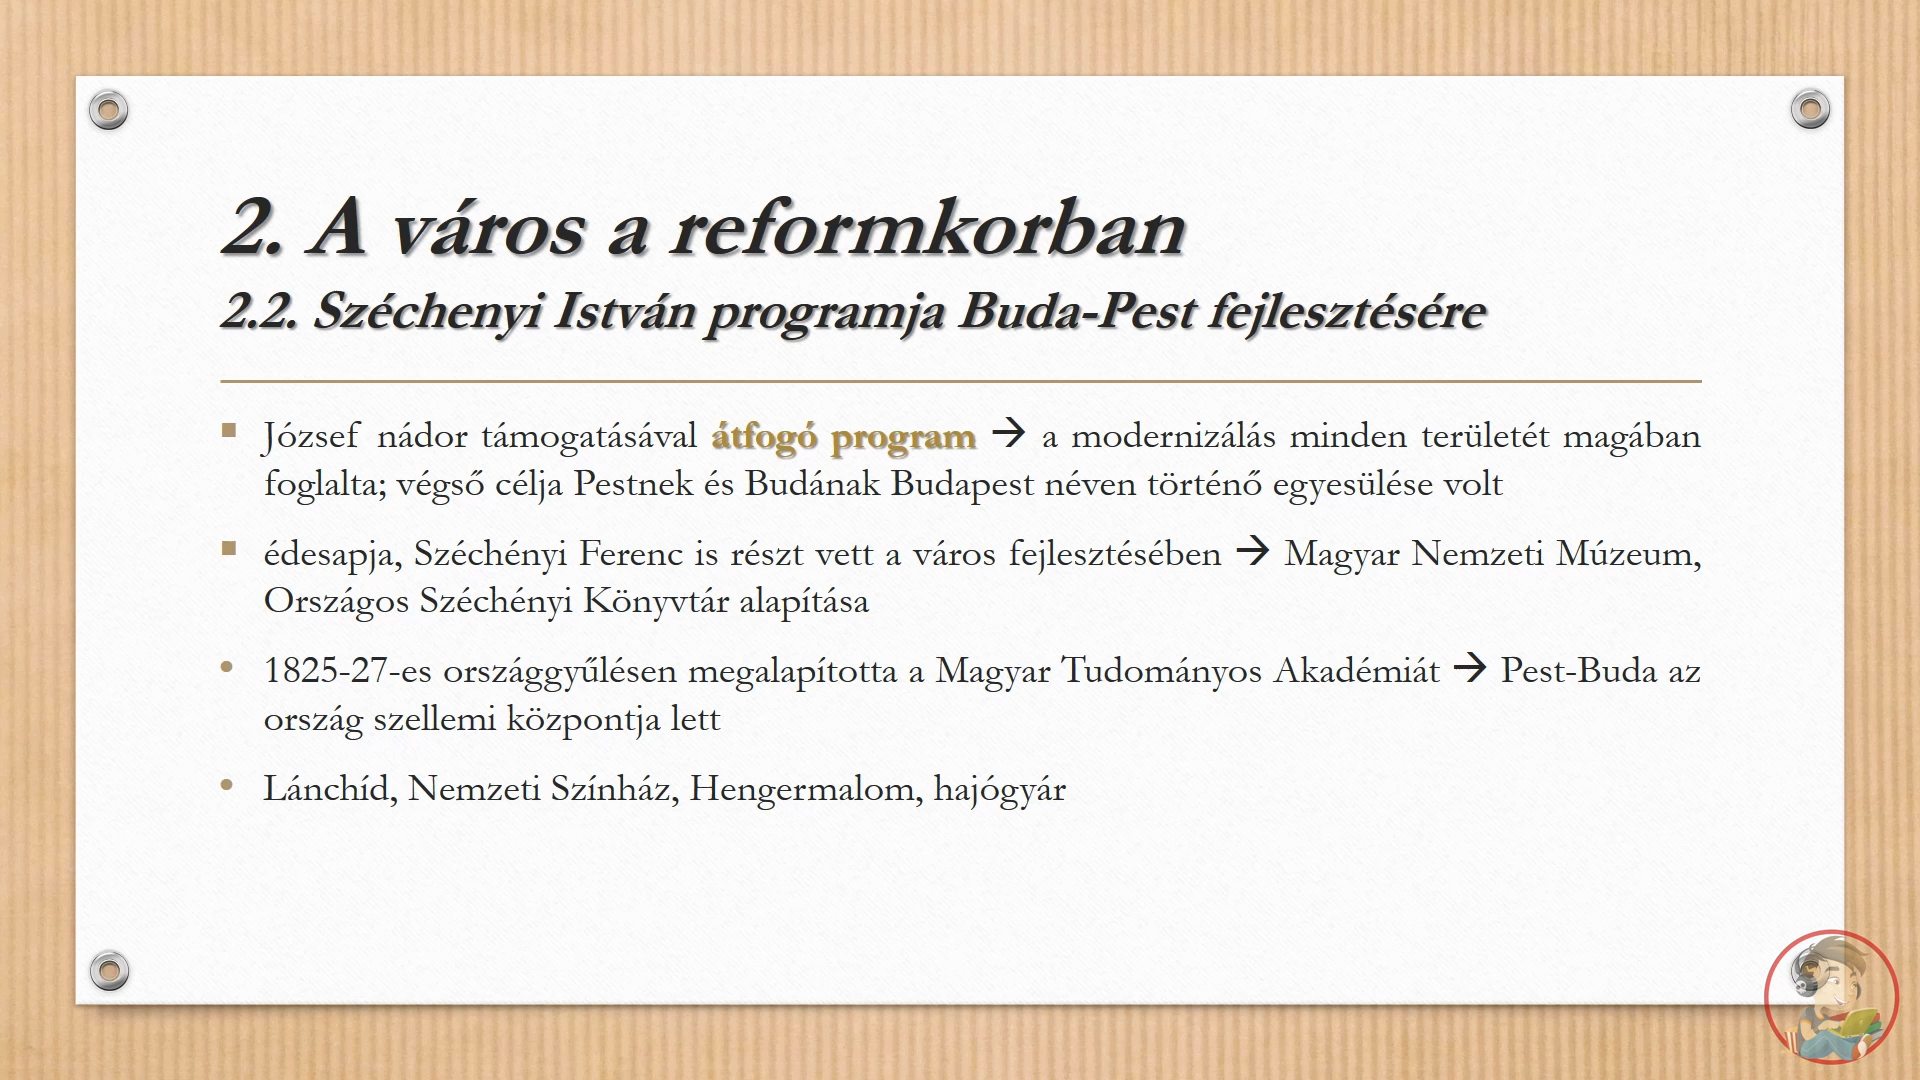 2. A város a reformkorban
2.2. Széchenyi István programja Buda-Pest fejlesztésére
▪ József nádor támogatásával átfogó program → a modernizálás minden területét magában
foglalta; végső célja Pestnek és Budának Budapest néven történő egyesülése volt
▪ édesapja, Széchényi Ferenc is részt vett a város fejlesztésében → Magyar Nemzeti Múzeum,
Országos Széchényi Könyvtár alapítása
• 1825-27-es országgyűlésen megalapította a Magyar Tudományos Akadémiát → Pest-Buda az
ország szellemi központja lett
• Lánchíd, Nemzeti Színház, Hengermalom, hajógyár